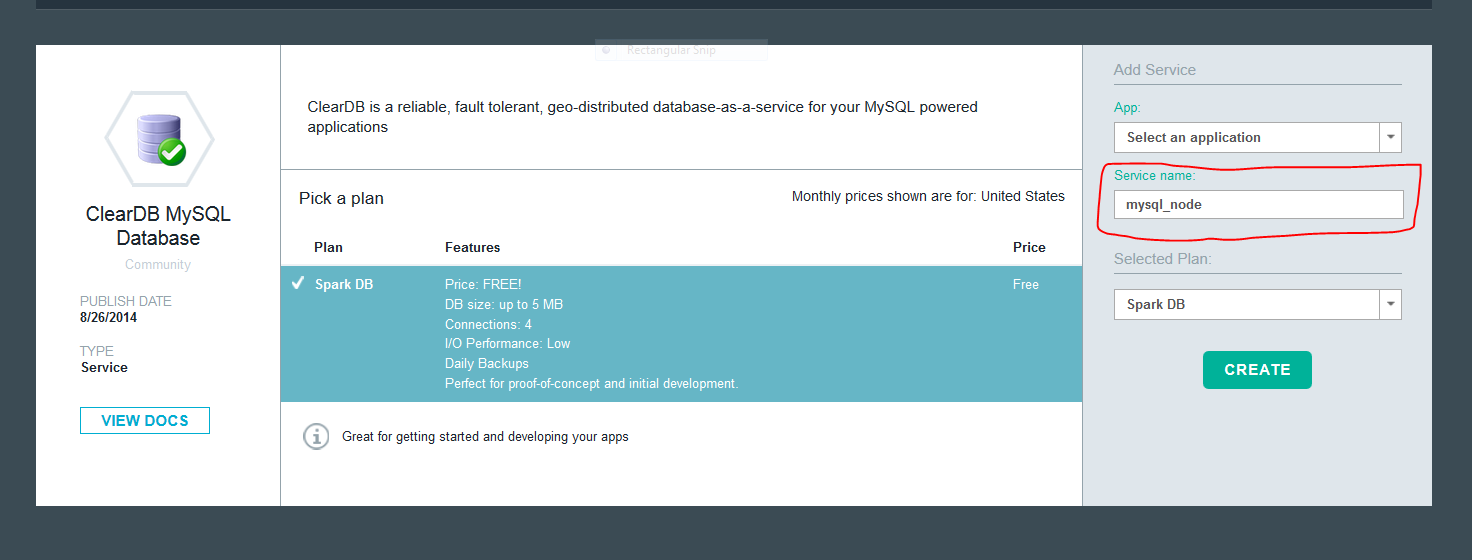 Rectangular Snip
ClearDB MySQL
Database
Community
PUBLISH DATE
8/26/2014
TYPE
Service
VIEW DOCS
ClearDB is a reliable, fault tolerant, geo-distributed database-as-a-service for your MySQL powered
applications
Pick a plan
Monthly prices shown are for: United States
Plan Features Price
Spark DB Price: FREE! Free
DB size: up to 5 MB
Connections: 4
I/O Performance: Low
Daily Backups
Perfect for proof-of-concept and initial development.
Great for getting started and developing your apps
Add Service
App:
Select an application
Service name:
mysql_node
Selected Plan:
Spark DB
CREATE